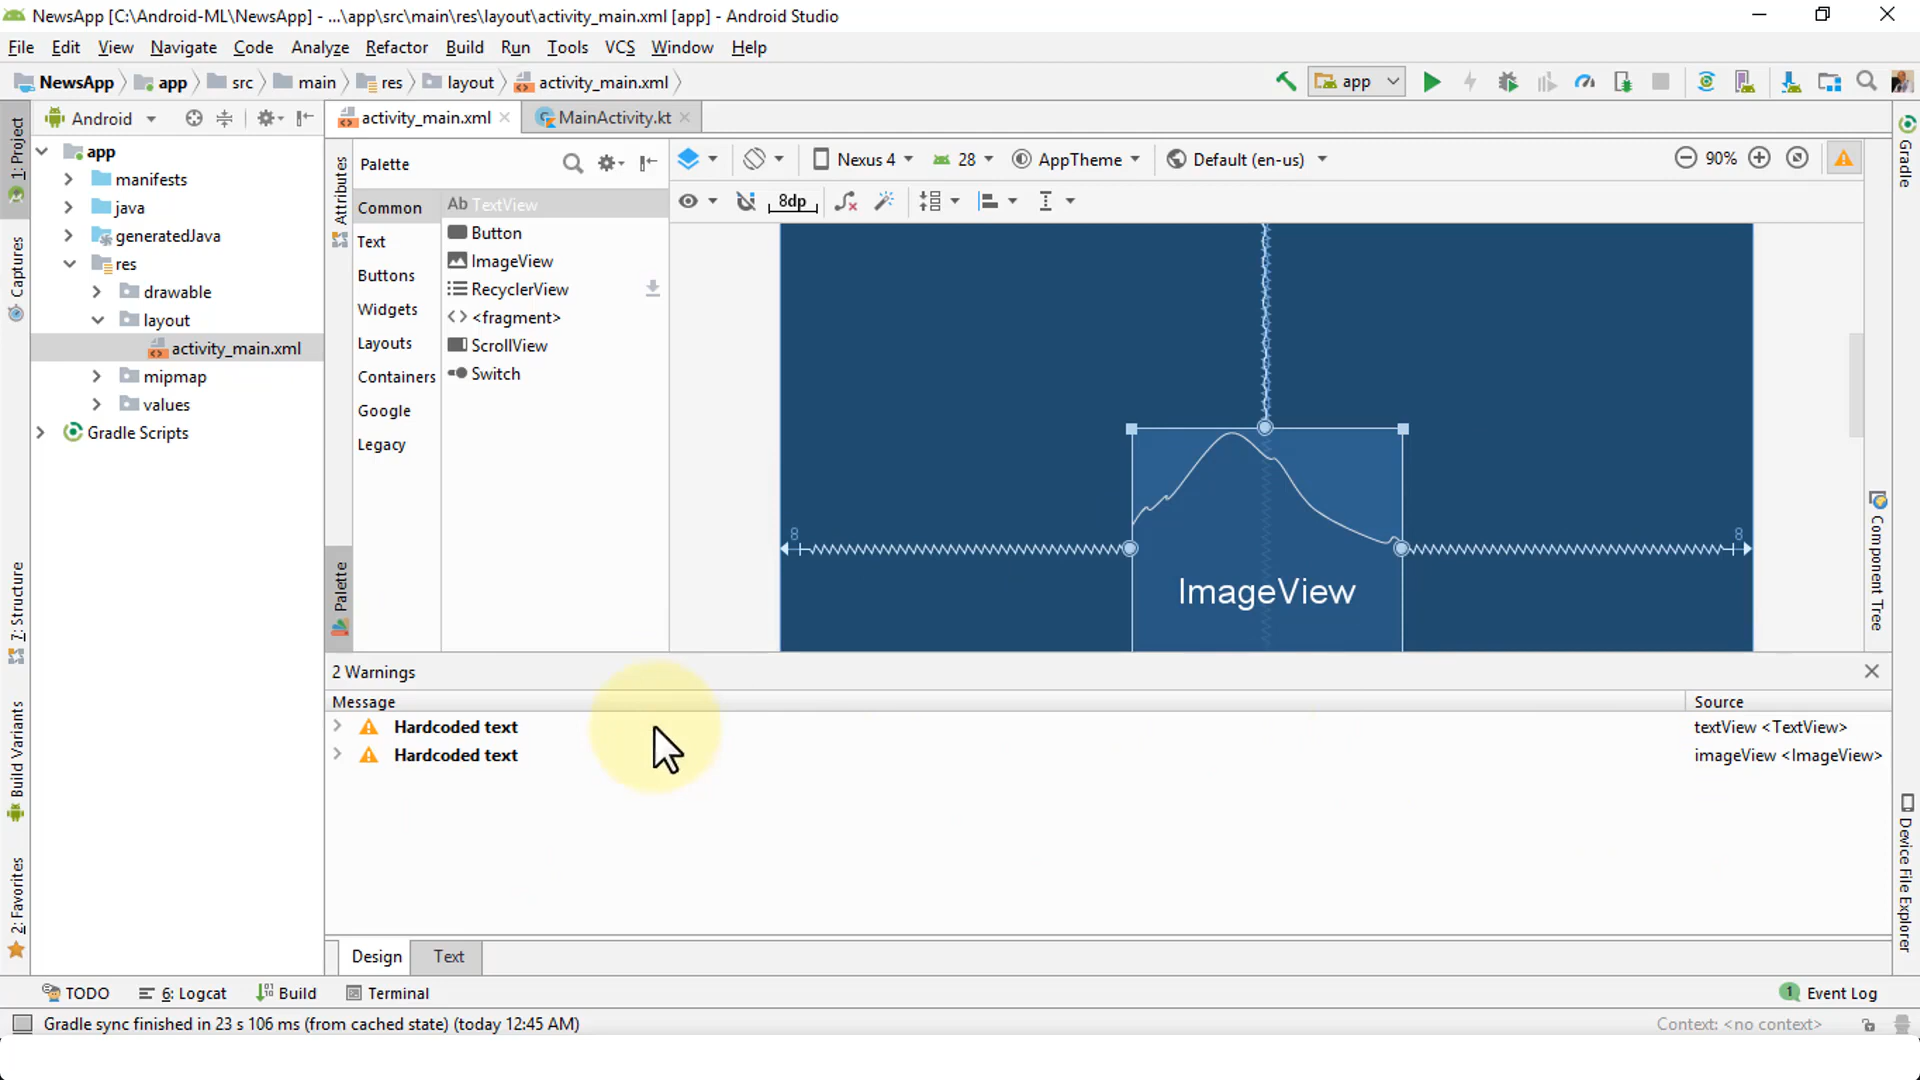 NewsApp [C:\Android-ML\NewsApp] - ...\app\src\main\res\layout\activity_main.xml [app] - Android Studio
File Edit View Navigate Code Analyze Refactor Build Run Tools VCS Window Help
NewsApp app src main res layout activity_main.xml app
1: Project
Captures
7: Structure
Build Variants
2: Favorites
Android
app
manifests
java
generatedJava
res
drawable
layout
activity_main.xml
mipmap
values
Gradle Scripts
activity_main.xml MainActivity.kt
Attributes
Palette
Palette
Common
Text
Buttons
Widgets
Layouts
Containers
Google
Legacy
Ab TextView
Button
ImageView
RecyclerView
<fragment>
ScrollView
Switch
Nexus 4 28 AppTheme Default (en-us) 90%
8dp
8
8
ImageView
Gradle
Component Tree
Device File Explorer
2 Warnings
Message Source
Hardcoded text textView <TextView>
Hardcoded text imageView <ImageView>
Design Text
TODO 6: Logcat Build Terminal 1 Event Log
Gradle sync finished in 23 s 106 ms (from cached state) (today 12:45 AM) Context: <no context>